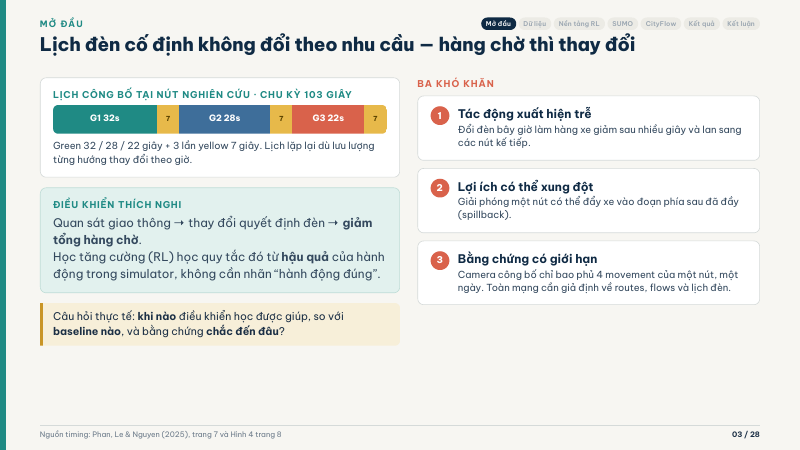 MỞ ĐẦU
Mở đầu Dữ liệu Nền tảng RL SUMO CityFlow Kết quả Kết luận
Lịch đèn cố định không đổi theo nhu cầu — hàng chờ thì thay đổi
LỊCH CÔNG BỐ TẠI NÚT NGHIÊN CỨU · CHU KỲ 103 GIÂY
G1 32s 7 G2 28s 7 G3 22s 7
Green 32 / 28 / 22 giây + 3 lần yellow 7 giây. Lịch lặp lại dù lưu lượng
từng hướng thay đổi theo giờ.
ĐIỀU KHIỂN THÍCH NGHI
Quan sát giao thông → thay đổi quyết định đèn → giảm
tổng hàng chờ.
Học tăng cường (RL) học quy tắc đó từ hậu quả của hành
động trong simulator, không cần nhãn “hành động đúng”.
Câu hỏi thực tế: khi nào điều khiển học được giúp, so với
baseline nào, và bằng chứng chắc đến đâu?
BA KHÓ KHĂN
1 Tác động xuất hiện trễ
Đổi đèn bây giờ làm hàng xe giảm sau nhiều giây và lan sang
các nút kế tiếp.
2 Lợi ích có thể xung đột
Giải phóng một nút có thể đẩy xe vào đoạn phía sau đã đầy
(spillback).
3 Bằng chứng có giới hạn
Camera công bố chỉ bao phủ 4 movement của một nút, một
ngày. Toàn mạng cần giả định về routes, flows và lịch đèn.
Nguồn timing: Phan, Le & Nguyen (2025), trang 7 và Hình 4 trang 8
03 / 28